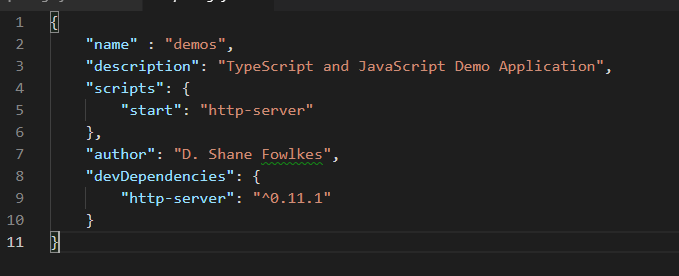 1 {
2 "name" : "demos",
3 "description": "TypeScript and JavaScript Demo Application",
4 "scripts": {
5 "start": "http-server"
6 },
7 "author": "D. Shane Fowlkes",
8 "devDependencies": {
9 "http-server": "^0.11.1"
10 }
11 }